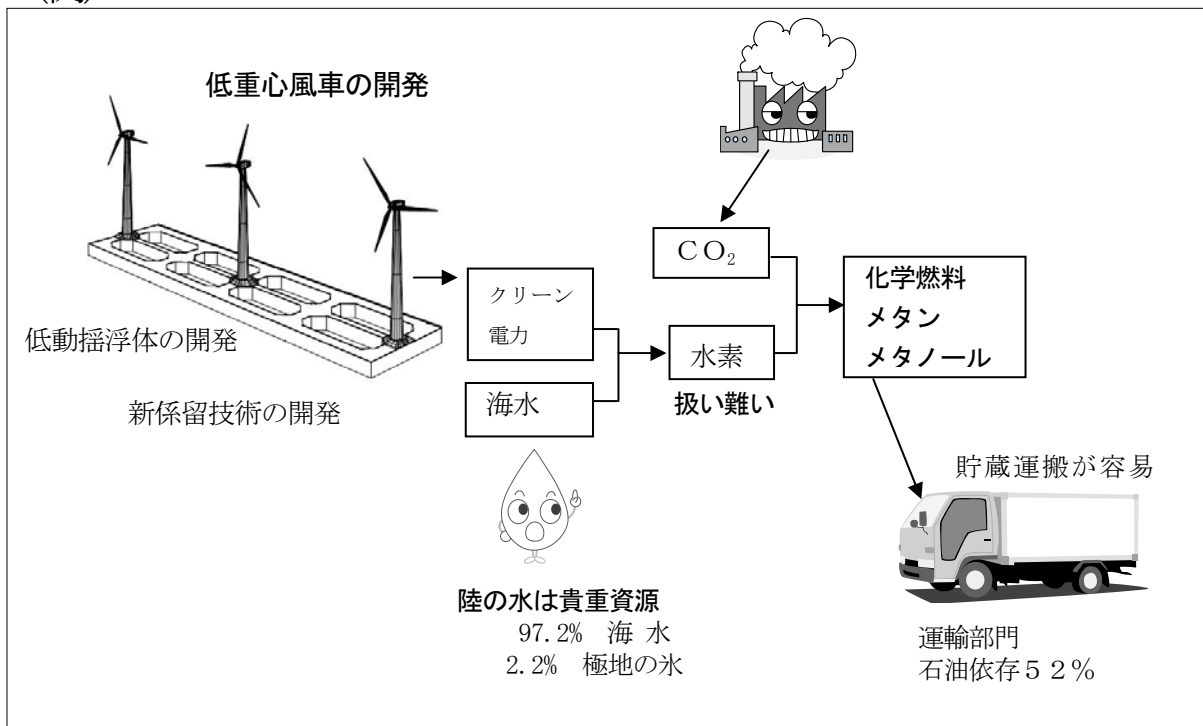 低重心風車の開発
低動揺浮体の開発
新係留技術の開発
クリーン
電力
海水
CO₂
水素
扱い難い
化学燃料
メタン
メタノール
陸の水は貴重資源
97.2% 海 水
2.2% 極地の氷
貯蔵運搬が容易
運輸部門
石油依存52%